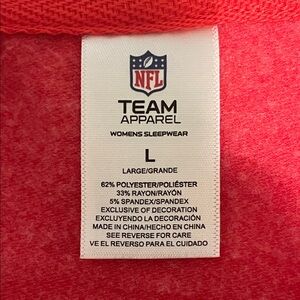 NFL
TEAM
APPAREL
WOMENS SLEEPWEAR
L
LARGE/GRANDE
62% POLYESTER/POLIÉSTER
33% RAYON/RAYÓN
5% SPANDEX/SPANDEX
EXCLUSIVE OF DECORATION
EXCLUYENDO LA DECORACIÓN
MADE IN CHINA/HECHO EN CHINA
SEE REVERSE FOR CARE
VE EL REVERSO PARA EL CUIDADO